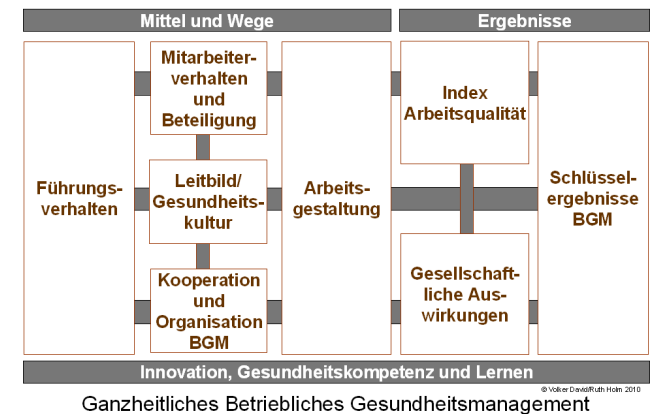 Mittel und Wege
Ergebnisse
Führungs-
verhalten
Mitarbeiter-
verhalten
und
Beteiligung
Leitbild/
Gesundheits-
kultur
Kooperation
und
Organisation
BGM
Arbeits-
gestaltung
Index
Arbeitsqualität
Gesellschaft-
liche Aus-
wirkungen
Schlüssel-
ergebnisse
BGM
Innovation, Gesundheitskompetenz und Lernen
© Volker David/Ruth Holm 2010
Ganzheitliches Betriebliches Gesundheitsmanagement